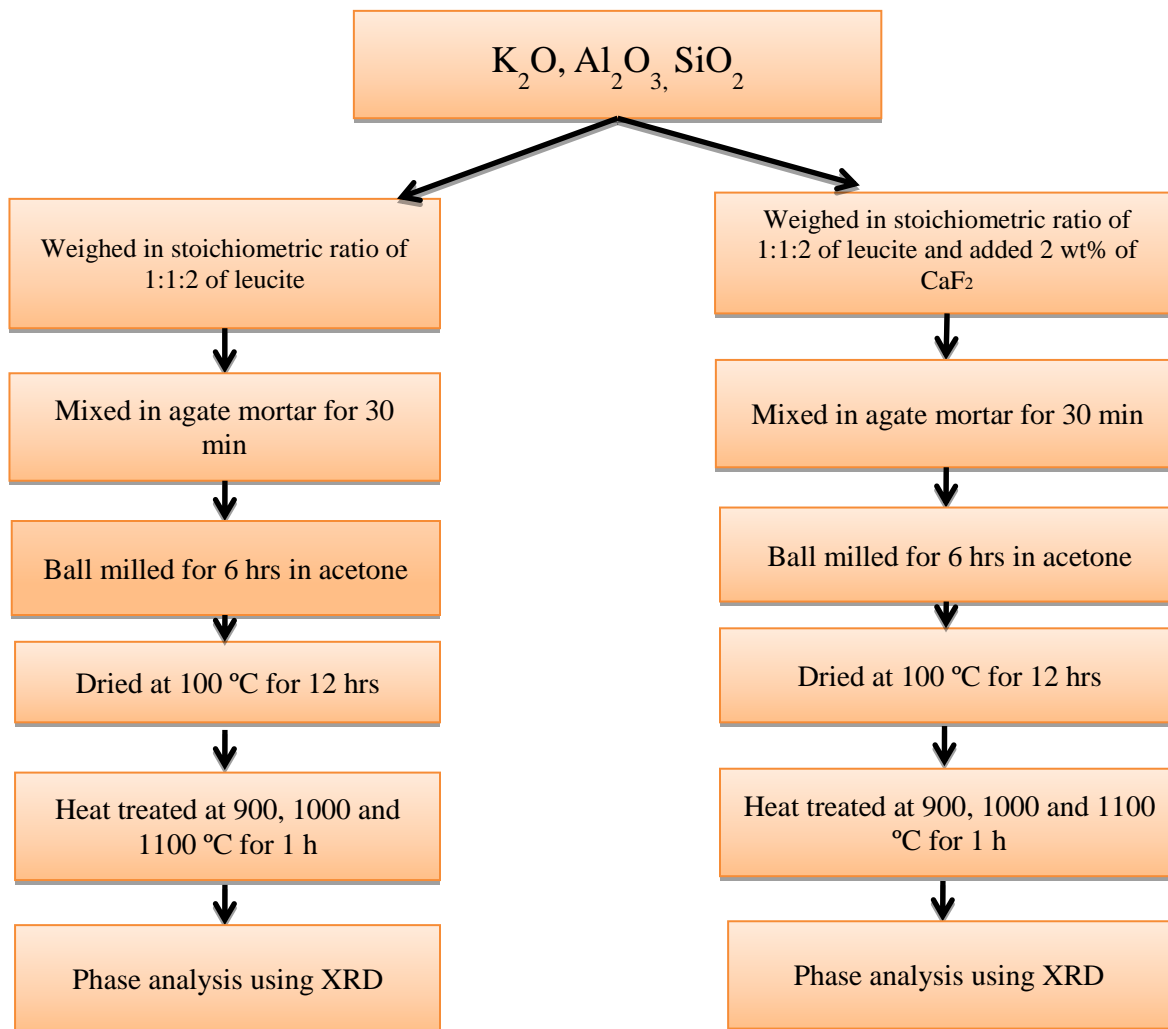 K₂O, Al₂O₃, SiO₂
Weighed in stoichiometric ratio of
1:1:2 of leucite
Mixed in agate mortar for 30
min
Ball milled for 6 hrs in acetone
Dried at 100 ºC for 12 hrs
Heat treated at 900, 1000 and
1100 ºC for 1 h
Phase analysis using XRD
Weighed in stoichiometric ratio of
1:1:2 of leucite and added 2 wt% of
CaF₂
Mixed in agate mortar for 30 min
Ball milled for 6 hrs in acetone
Dried at 100 ºC for 12 hrs
Heat treated at 900, 1000 and 1100
ºC for 1 h
Phase analysis using XRD